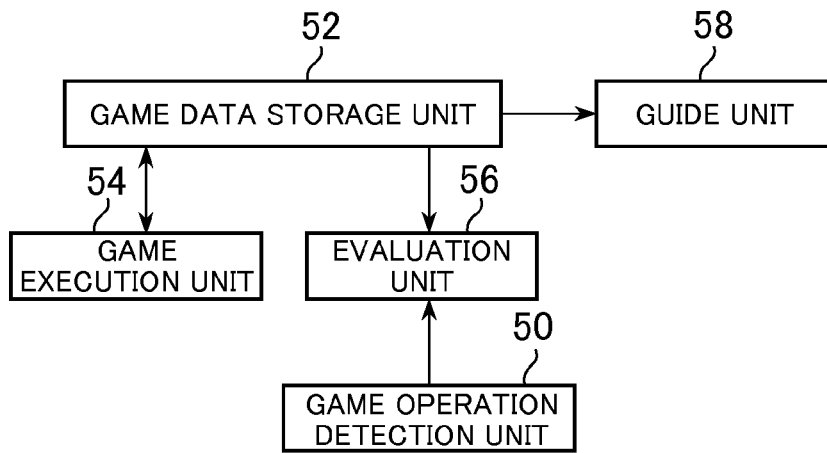 52
58
GAME DATA STORAGE UNIT
GUIDE UNIT
54
56
GAME
EXECUTION UNIT
EVALUATION
UNIT
50
GAME OPERATION
DETECTION UNIT